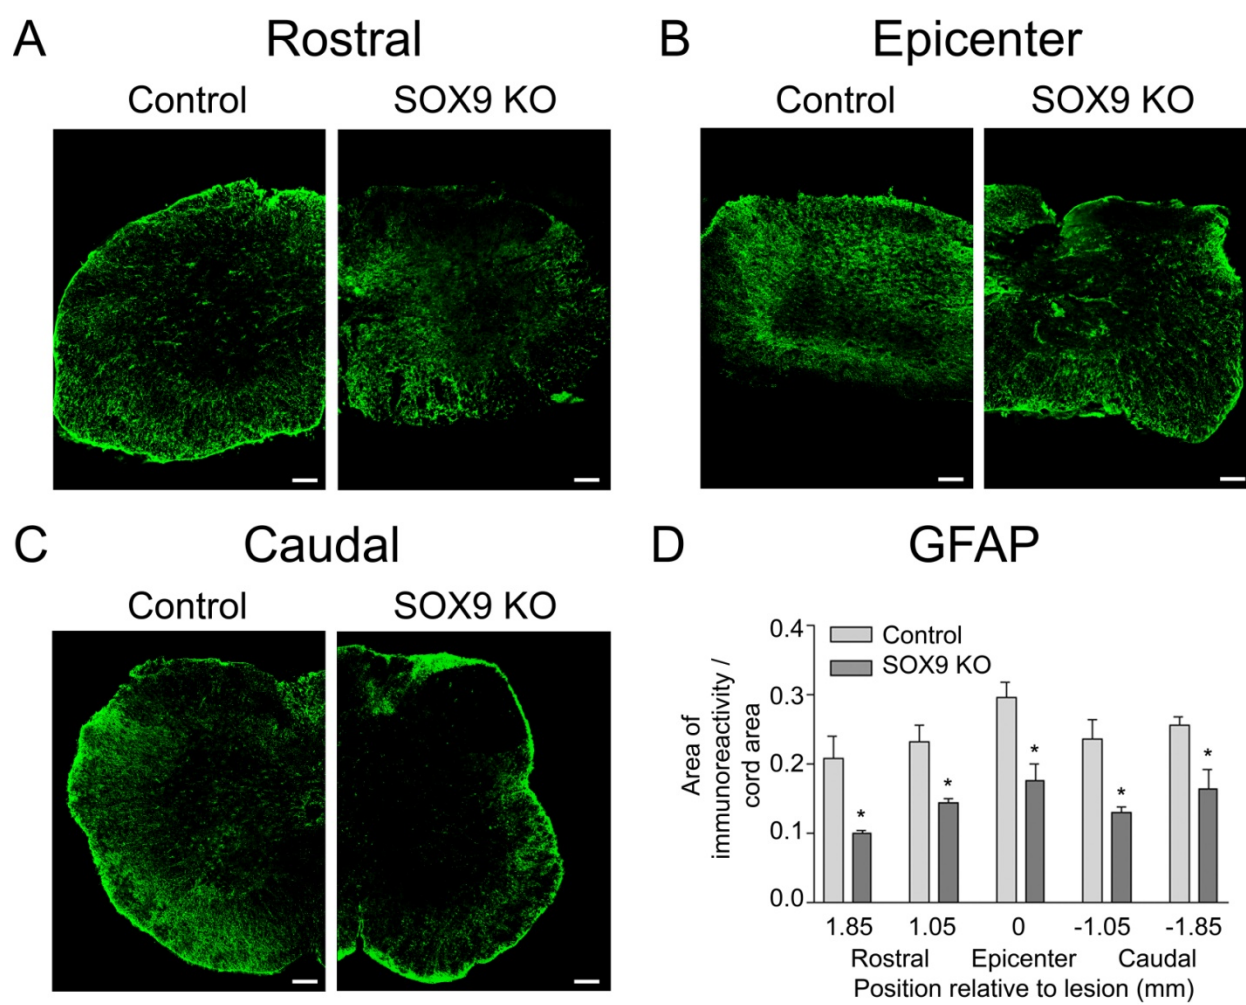 A
Rostral
Control
SOX9 KO
B
Epicenter
Control
SOX9 KO
C
Caudal
Control
SOX9 KO
D
GFAP
Area of
immunoreactivity /
cord area
0.4
0.3
0.2
0.1
0.0
Control
SOX9 KO
*
*
*
*
*
1.85 1.05 0 -1.05 -1.85
Rostral Epicenter Caudal
Position relative to lesion (mm)